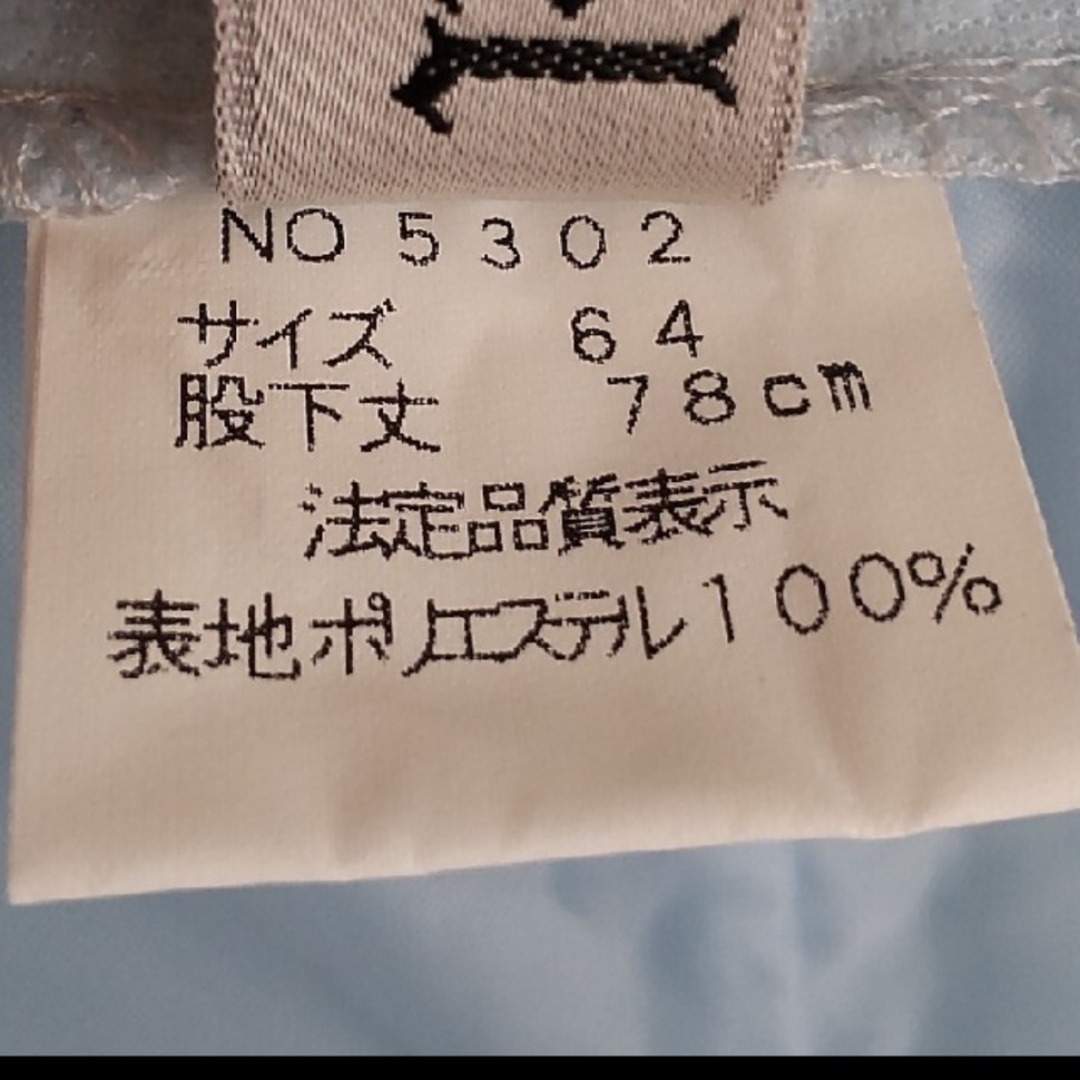 NO 5302
サイズ 64
股下丈 78cm
法定品質表示
表地ポリエステル100%